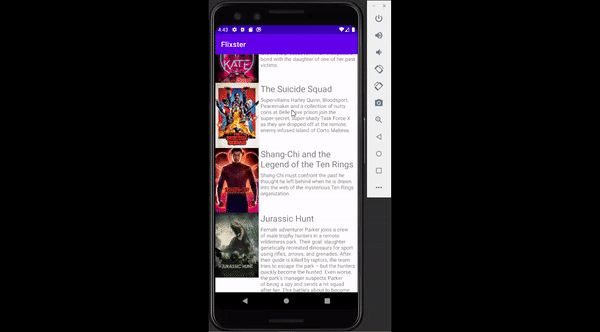 4:43
Flixster
KATE
bond with the daughter of one of her past
victims.
The Suicide Squad
Supervillains Harley Quinn, Bloodsport,
Peacemaker and a collection of nutty
cons at Belle Reve prison join the
super-secret, super-shady Task Force X
as they are dropped off at the remote,
enemy-infused island of Corto Maltese.
Shang-Chi and the
Legend of the Ten Rings
Shang-Chi must confront the past he
thought he left behind when he is drawn
into the web of the mysterious Ten Rings
organization.
Jurassic Hunt
JURASSIC HUNT
Female adventurer Parker joins a crew
of male trophy hunters in a remote
wilderness park. Their goal: slaughter
genetically recreated dinosaurs for sport
using rifles, arrows, and grenades. After
their guide is killed by raptors, the team
tries to escape the park – but the hunters
quickly become the hunted. Even worse,
the park's manager suspects Parker
of being a spy and sends a hit squad
after her. This battle's about to become